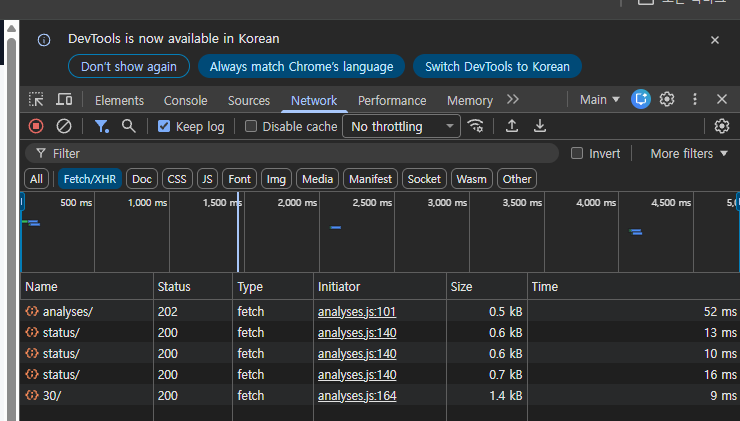 DevTools is now available in Korean
Don't show again Always match Chrome's language Switch DevTools to Korean
Elements Console Sources Network Performance Memory Main
Keep log Disable cache No throttling
Filter Invert More filters
All Fetch/XHR Doc CSS JS Font Img Media Manifest Socket Wasm Other
500 ms 1,000 ms 1,500 ms 2,000 ms 2,500 ms 3,000 ms 3,500 ms 4,000 ms 4,500 ms
Name Status Type Initiator Size Time
analyses/ 202 fetch analyses.js:101 0.5 kB 52 ms
status/ 200 fetch analyses.js:140 0.6 kB 13 ms
status/ 200 fetch analyses.js:140 0.6 kB 10 ms
status/ 200 fetch analyses.js:140 0.7 kB 16 ms
30/ 200 fetch analyses.js:164 1.4 kB 9 ms